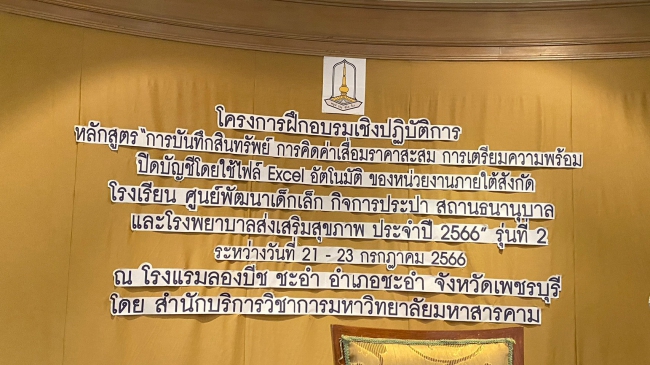 โครงการฝึกอบรมเชิงปฏิบัติการ
หลักสูตร "การบันทึกสินทรัพย์ การคิดค่าเสื่อมราคาสะสม การเตรียมความพร้อม
ปิดบัญชีโดยใช้ไฟล์ Excel อัตโนมัติ ของหน่วยงานภายใต้สังกัด
โรงเรียน ศูนย์พัฒนาเด็กเล็ก กิจการประปา สถานธนานุบาล
และโรงพยาบาลส่งเสริมสุขภาพ ประจำปี 2566" รุ่นที่ 2
ระหว่างวันที่ 21 - 23 กรกฎาคม 2566
ณ โรงแรมลองบีช ชะอำ อำเภอชะอำ จังหวัดเพชรบุรี
โดย สำนักบริการวิชาการมหาวิทยาลัยมหาสารคาม